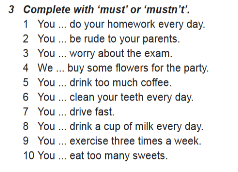 3 Complete with ‘must’ or ‘mustn’t’.
1 You ... do your homework every day.
2 You ... be rude to your parents.
3 You ... worry about the exam.
4 We ... buy some flowers for the party.
5 You ... drink too much coffee.
6 You ... clean your teeth every day.
7 You ... drive fast.
8 You ... drink a cup of milk every day.
9 You ... exercise three times a week.
10 You ... eat too many sweets.